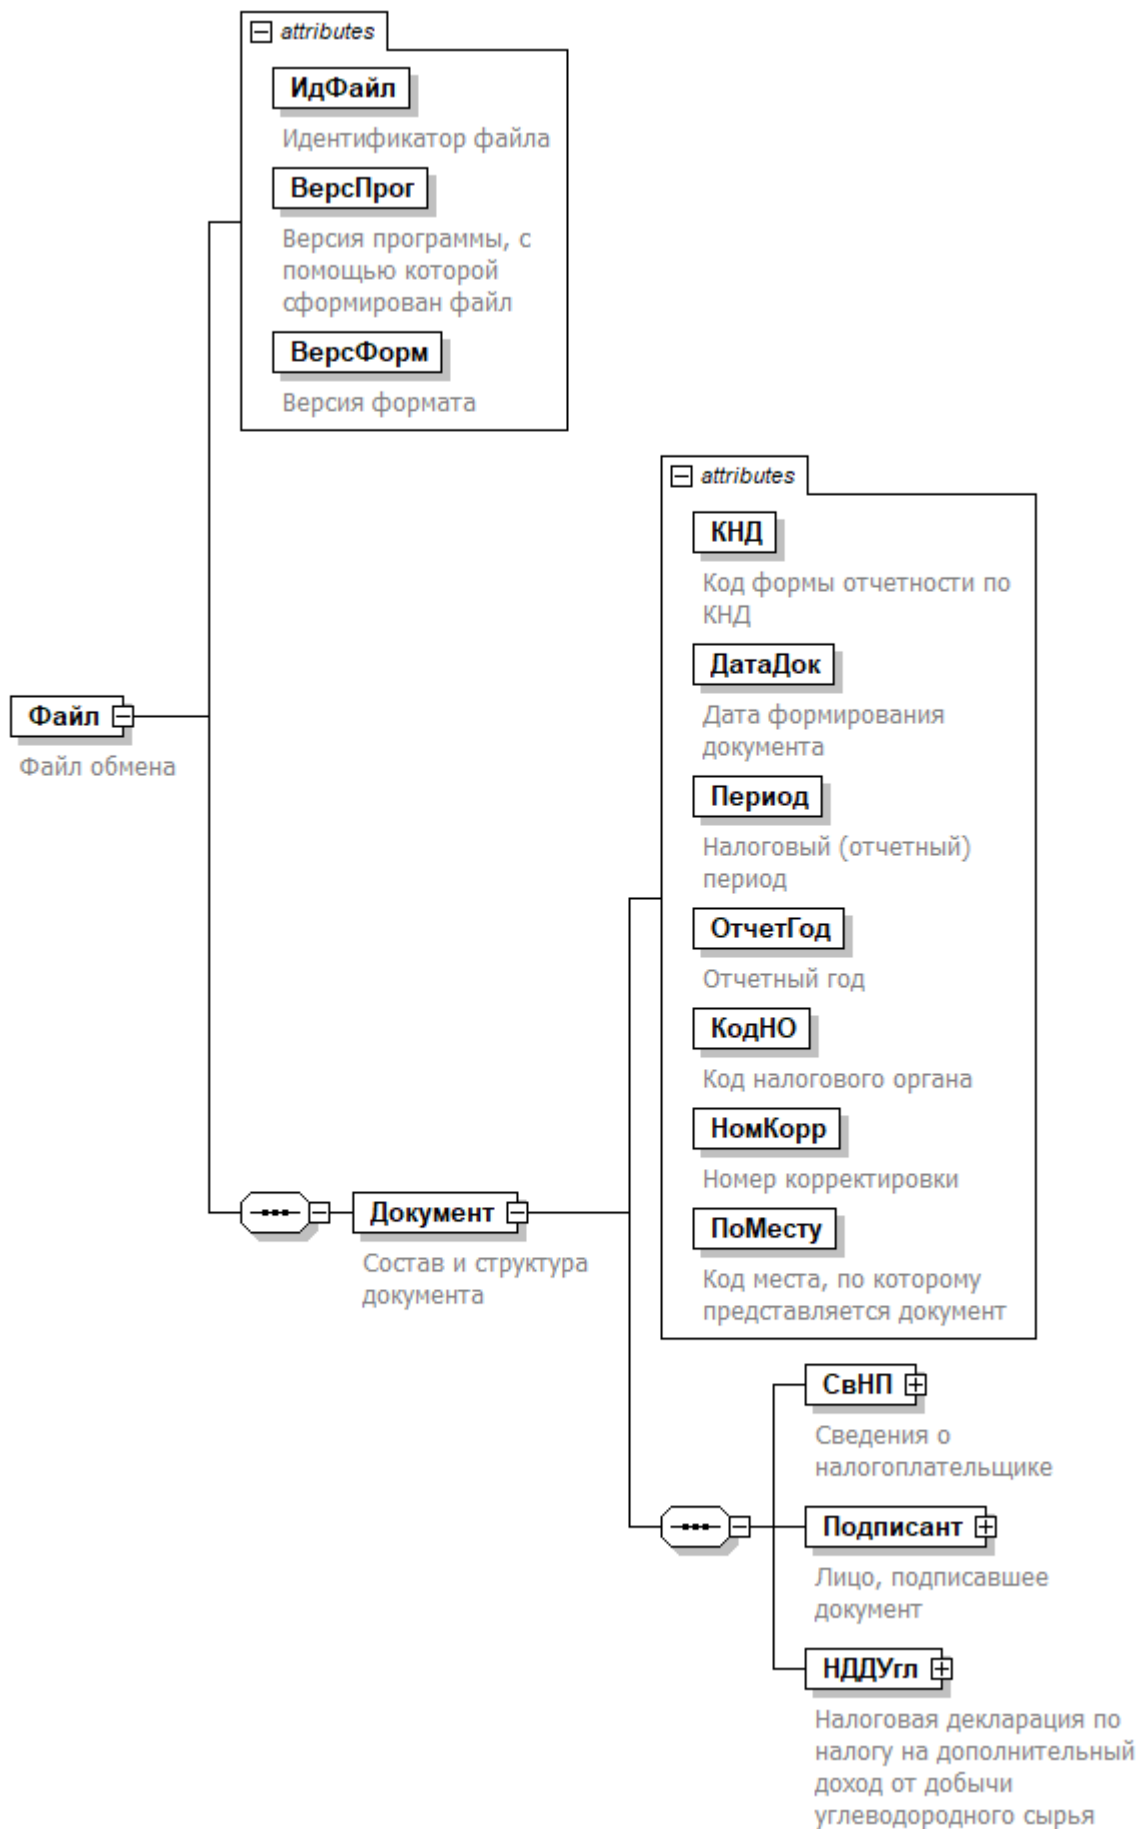 attributes
ИдФайл
Идентификатор файла
ВерсПрог
Версия программы, с
помощью которой
сформирован файл
ВерсФорм
Версия формата
Файл
Файл обмена
Документ
Состав и структура
документа
attributes
КНД
Код формы отчетности по
КНД
ДатаДок
Дата формирования
документа
Период
Налоговый (отчетный)
период
ОтчетГод
Отчетный год
КодНО
Код налогового органа
НомКорр
Номер корректировки
ПоМесту
Код места, по которому
представляется документ
СвНП
Сведения о
налогоплательщике
Подписант
Лицо, подписавшее
документ
НДДУгл
Налоговая декларация по
налогу на дополнительный
доход от добычи
углеводородного сырья